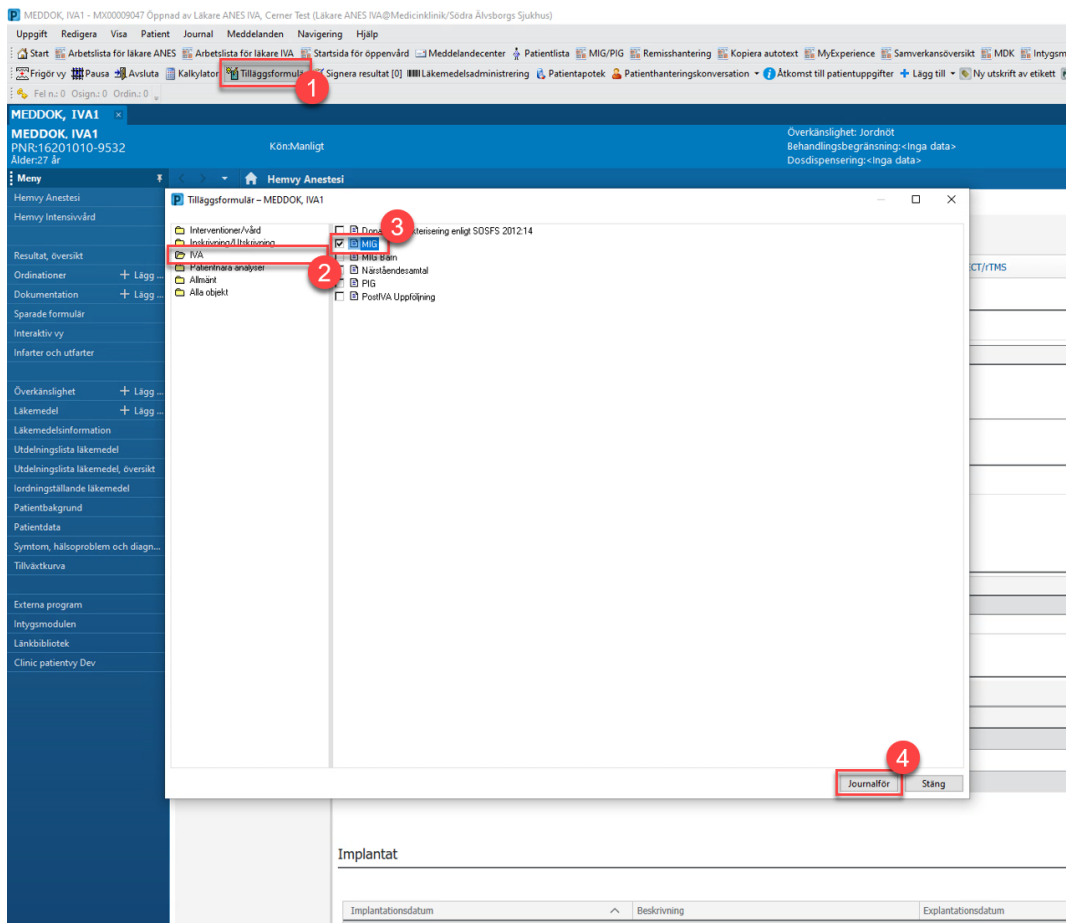 MEDDOK, IVA1 - MX00009047 Öppnad av Läkare ANES IVA, Cerner Test (Läkare ANES IVA@Medicinklinik/Södra Älvsborgs Sjukhus)
Uppgift Redigera Visa Patient Journal Meddelanden Navigering Hjälp
Start Arbetslista för läkare ANES Arbetslista för läkare IVA Startsida för öppenvård Meddelandecenter Patientlista MIG/PIG Remisshantering Kopiera autotext MyExperience Samverkansöversikt MDK Intygsm
Frigör vy Pausa Avsluta Kalkylator Tilläggsformulär Signera resultat [0] Läkemedelsadministrering Patientapotek Patienthanteringskonversation Åtkomst till patientuppgifter Lägg till Ny utskrift av etikett
1
Fel n.: 0 Osign.: 0 Ordin.: 0
MEDDOK, IVA1
MEDDOK, IVA1
PNR:16201010-9532
Ålder:27 år
Kön:Manligt
Överkänslighet: Jordnöt
Behandlingsbegränsning:<Inga data>
Dosdispensering:<Inga data>
Meny
Hemvy Anestesi
Hemvy Anestesi
Hemvy Intensivvård
Resultat, översikt
Ordinationer + Lägg ...
Dokumentation + Lägg ...
Sparade formulär
Interaktiv vy
Infarter och utfarter
Överkänslighet + Lägg ...
Läkemedel + Lägg ...
Läkemedelsinformation
Utdelningslista läkemedel
Utdelningslista läkemedel, översikt
Iordningställande läkemedel
Patientbakgrund
Patientdata
Symtom, hälsoproblem och diagn...
Tillväxtkurva
Externa program
Intygsmodulen
Länkbibliotek
Clinic patientvy Dev
Tilläggsformulär – MEDDOK, IVA1
Interventioner/vård
Inskrivning/Utskrivning
IVA
Patientnära analyser
Allmänt
Alla objekt
2
3
enligt SOSFS 2012:14
MIG
MIG Barn
Närståendesamtal
PIG
PostIVA Uppföljning
4
Journalför Stäng
ECT/rTMS
Implantat
Implantationsdatum Beskrivning Explantationsdatum